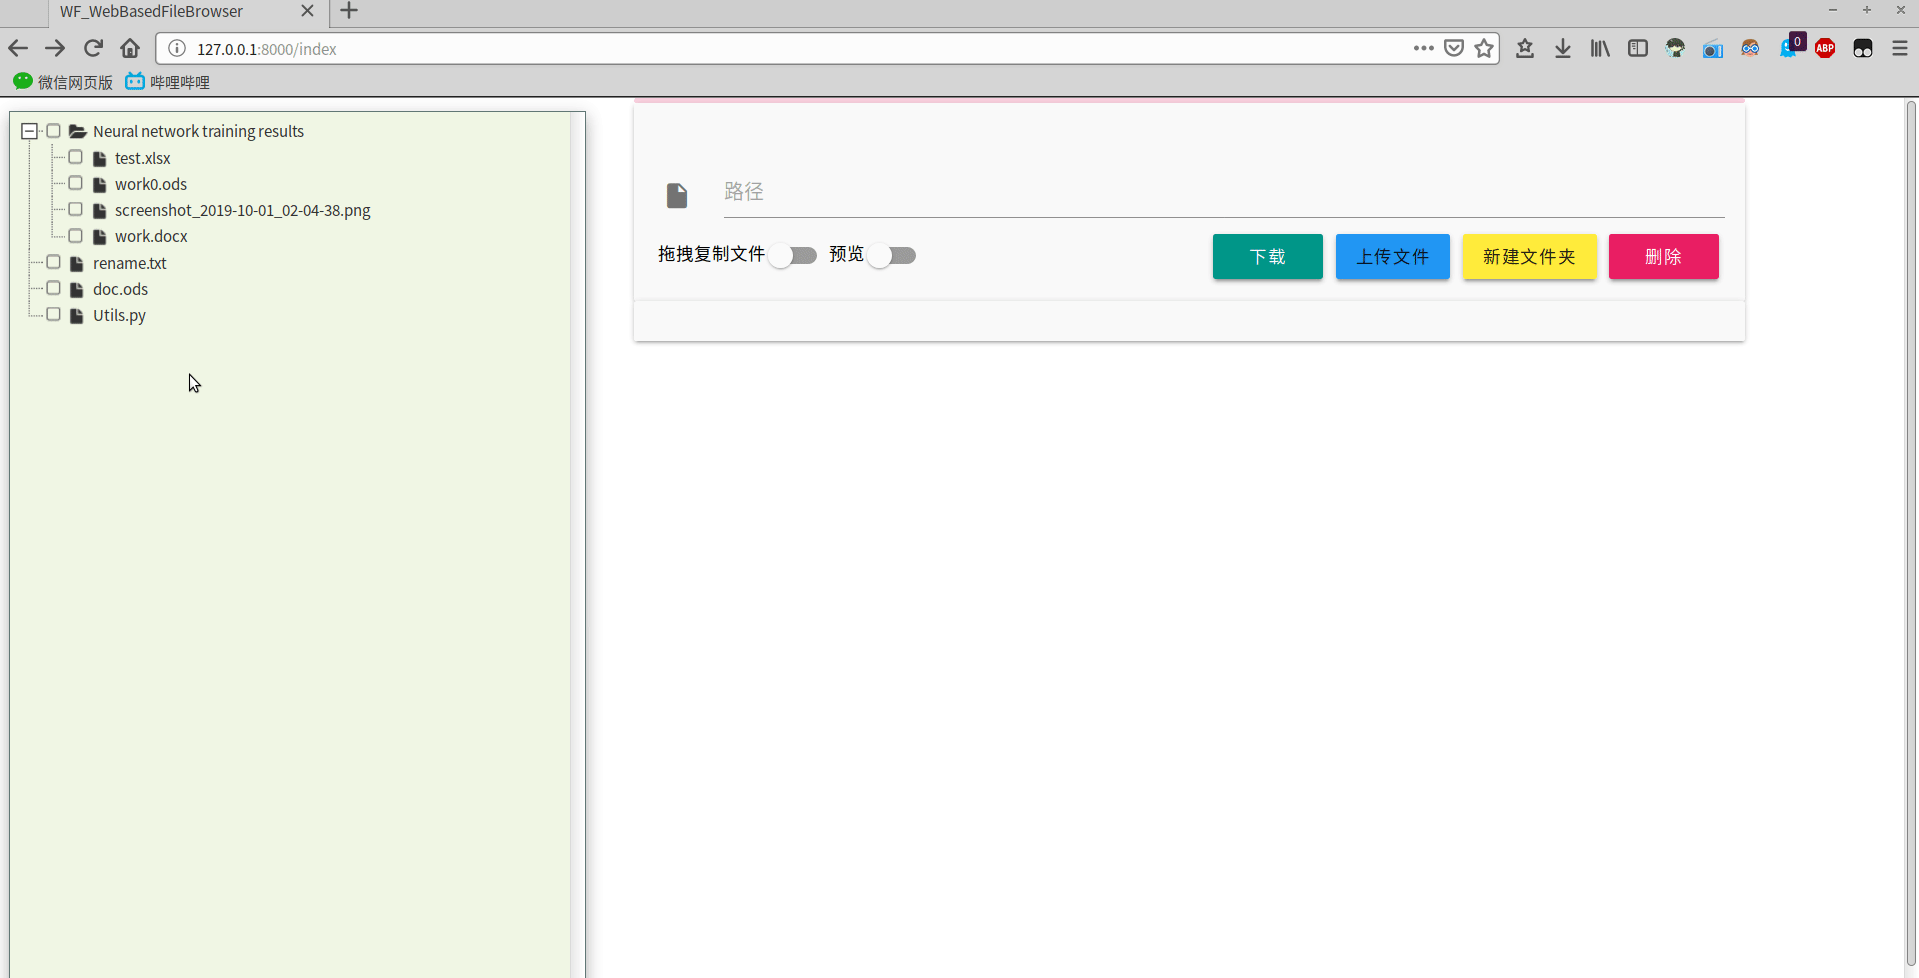 WF_WebBasedFileBrowser
127.0.0.1:8000/index
0
ABP
微信网页版 哔哩哔哩
Neural network training results
test.xlsx
work0.ods
screenshot_2019-10-01_02-04-38.png
work.docx
rename.txt
doc.ods
Utils.py
路径
拖拽复制文件 预览 下载 上传文件 新建文件夹 删除